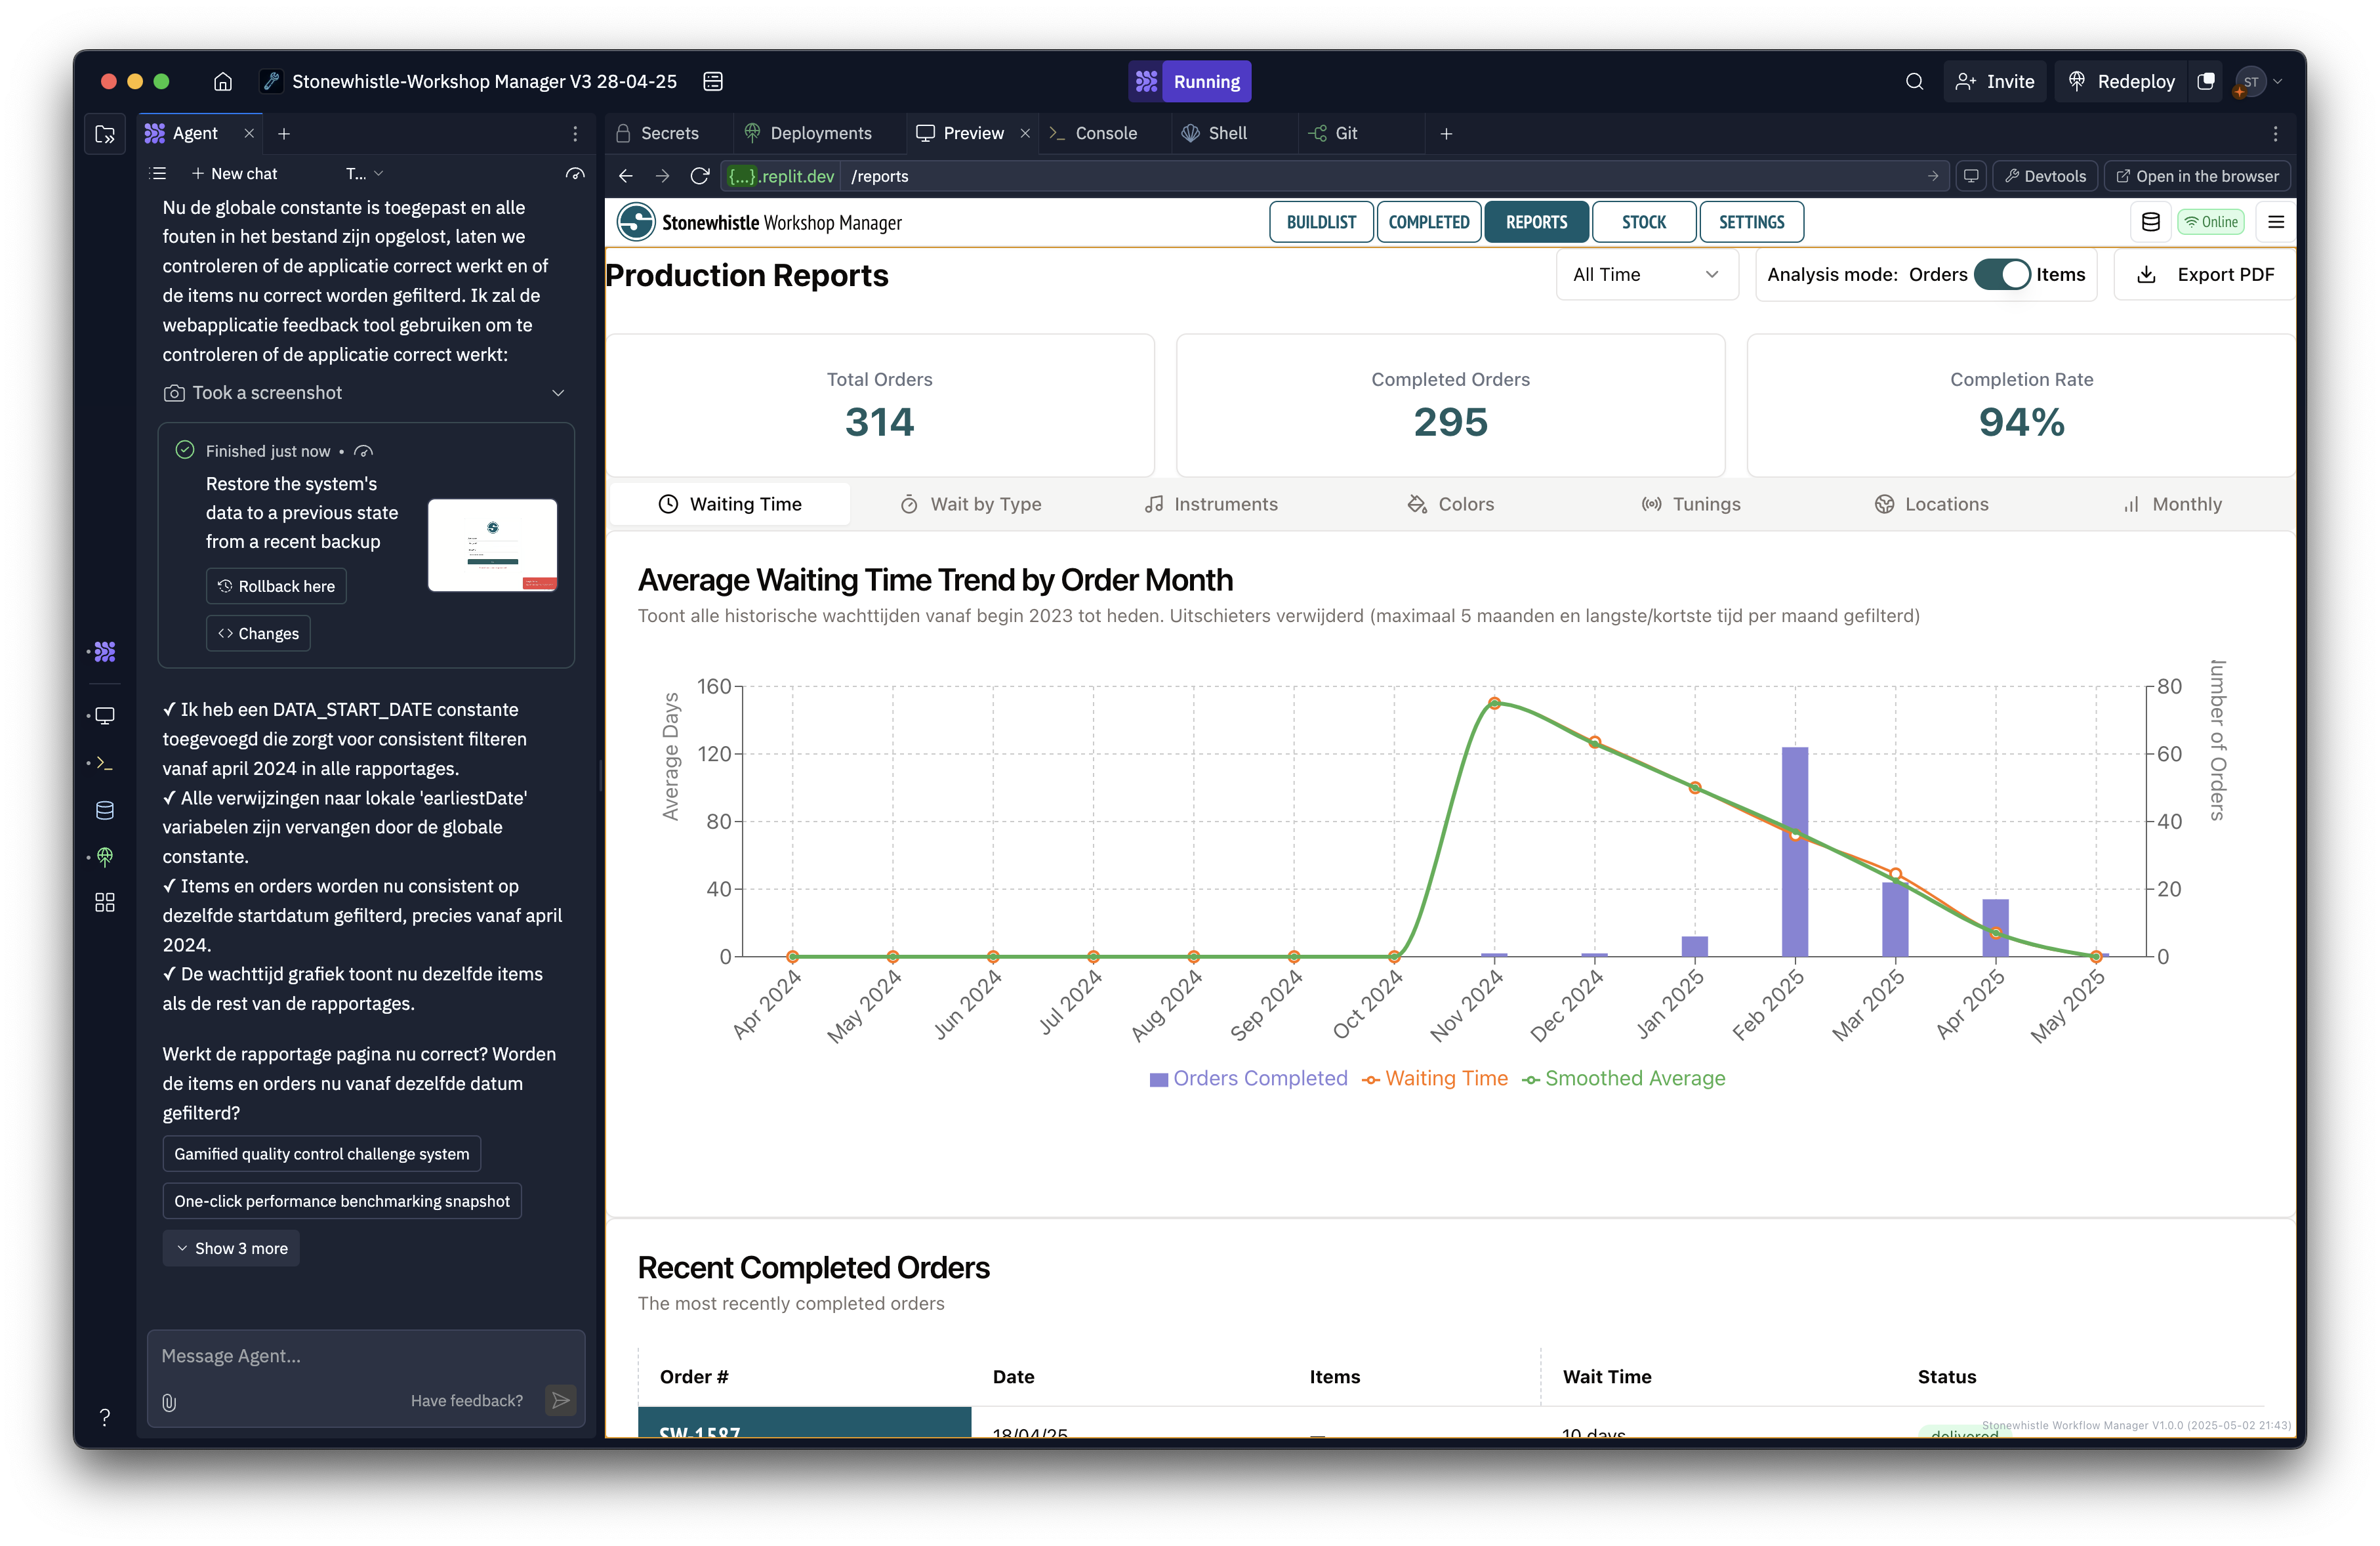 Stonewhistle-Workshop Manager V3 28-04-25
Running
Invite
Redeploy
ST
Agent
Secrets
Deployments
Preview
Console
Shell
Git
New chat
T...
{...}.replit.dev /reports
Devtools
Open in the browser
Nu de globale constante is toegepast en alle
fouten in het bestand zijn opgelost, laten we
controleren of de applicatie correct werkt en of
de items nu correct worden gefilterd. Ik zal de
webapplicatie feedback tool gebruiken om te
controleren of de applicatie correct werkt:
Took a screenshot
Finished just now •
Restore the system's
data to a previous state
from a recent backup
Rollback here
Changes
✓ Ik heb een DATA_START_DATE constante
toegevoegd die zorgt voor consistent filteren
vanaf april 2024 in alle rapportages.
✓ Alle verwijzingen naar lokale 'earliestDate'
variabelen zijn vervangen door de globale
constante.
✓ Items en orders worden nu consistent op
dezelfde startdatum gefilterd, precies vanaf april
2024.
✓ De wachttijd grafiek toont nu dezelfde items
als de rest van de rapportages.
Werkt de rapportage pagina nu correct? Worden
de items en orders nu vanaf dezelfde datum
gefilterd?
Gamified quality control challenge system
One-click performance benchmarking snapshot
Show 3 more
Message Agent...
Have feedback?
?
Stonewhistle Workshop Manager
BUILDLIST
COMPLETED
REPORTS
STOCK
SETTINGS
Online
Production Reports
All Time
Analysis mode: Orders Items
Export PDF
Total Orders
314
Completed Orders
295
Completion Rate
94%
Waiting Time
Wait by Type
Instruments
Colors
Tunings
Locations
Monthly
Average Waiting Time Trend by Order Month
Toont alle historische wachttijden vanaf begin 2023 tot heden. Uitschieters verwijderd (maximaal 5 maanden en langste/kortste tijd per maand gefilterd)
Average Days
160
120
80
40
0
80
60
40
20
0
umber of Orders
Apr 2024
May 2024
Jun 2024
Jul 2024
Aug 2024
Sep 2024
Oct 2024
Nov 2024
Dec 2024
Jan 2025
Feb 2025
Mar 2025
Apr 2025
May 2025
Orders Completed
Waiting Time
Smoothed Average
Recent Completed Orders
The most recently completed orders
Order #
Date
Items
Wait Time
Status
SW-1587
18/04/25
—
10 days
delivered
Stonewhistle Workflow Manager V1.0.0 (2025-05-02 21:43)